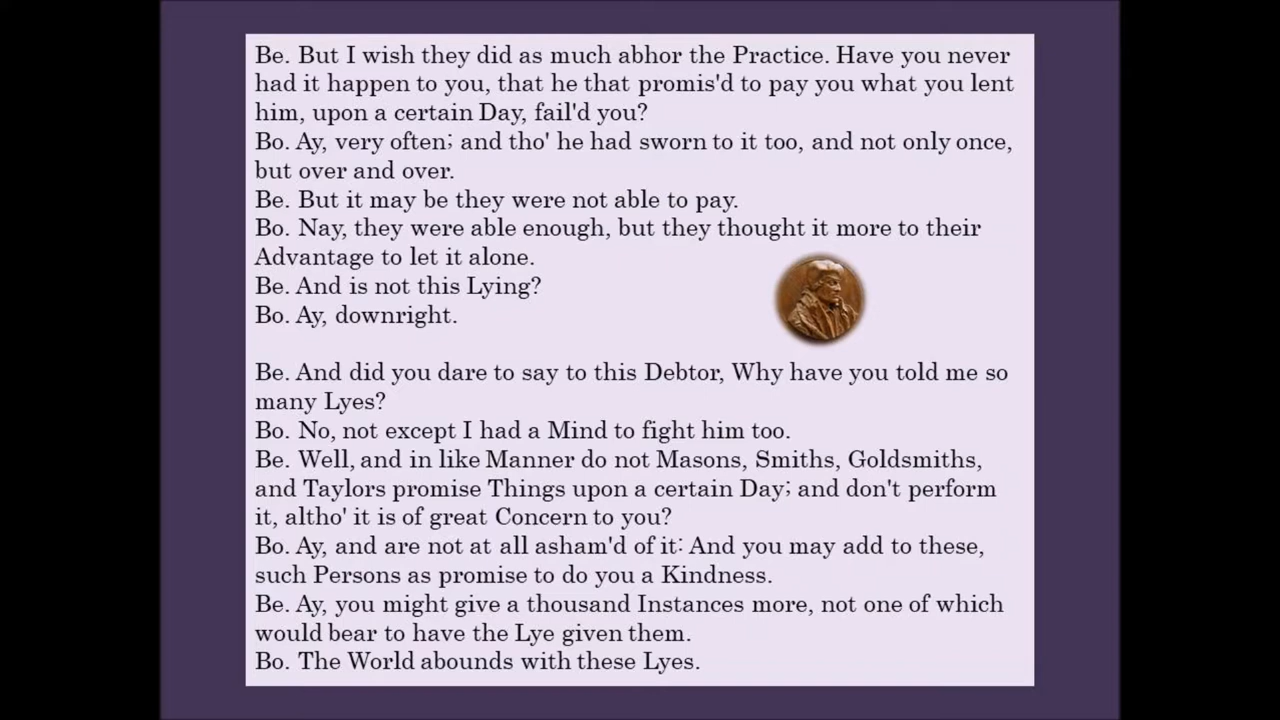 Be. But I wish they did as much abhor the Practice. Have you never
had it happen to you, that he that promis'd to pay you what you lent
him, upon a certain Day, fail'd you?
Bo. Ay, very often; and tho' he had sworn to it too, and not only once,
but over and over.
Be. But it may be they were not able to pay.
Bo. Nay, they were able enough, but they thought it more to their
Advantage to let it alone.
Be. And is not this Lying?
Bo. Ay, downright.
Be. And did you dare to say to this Debtor, Why have you told me so
many Lyes?
Bo. No, not except I had a Mind to fight him too.
Be. Well, and in like Manner do not Masons, Smiths, Goldsmiths,
and Taylors promise Things upon a certain Day; and don't perform
it, altho' it is of great Concern to you?
Bo. Ay, and are not at all asham'd of it: And you may add to these,
such Persons as promise to do you a Kindness.
Be. Ay, you might give a thousand Instances more, not one of which
would bear to have the Lye given them.
Bo. The World abounds with these Lyes.